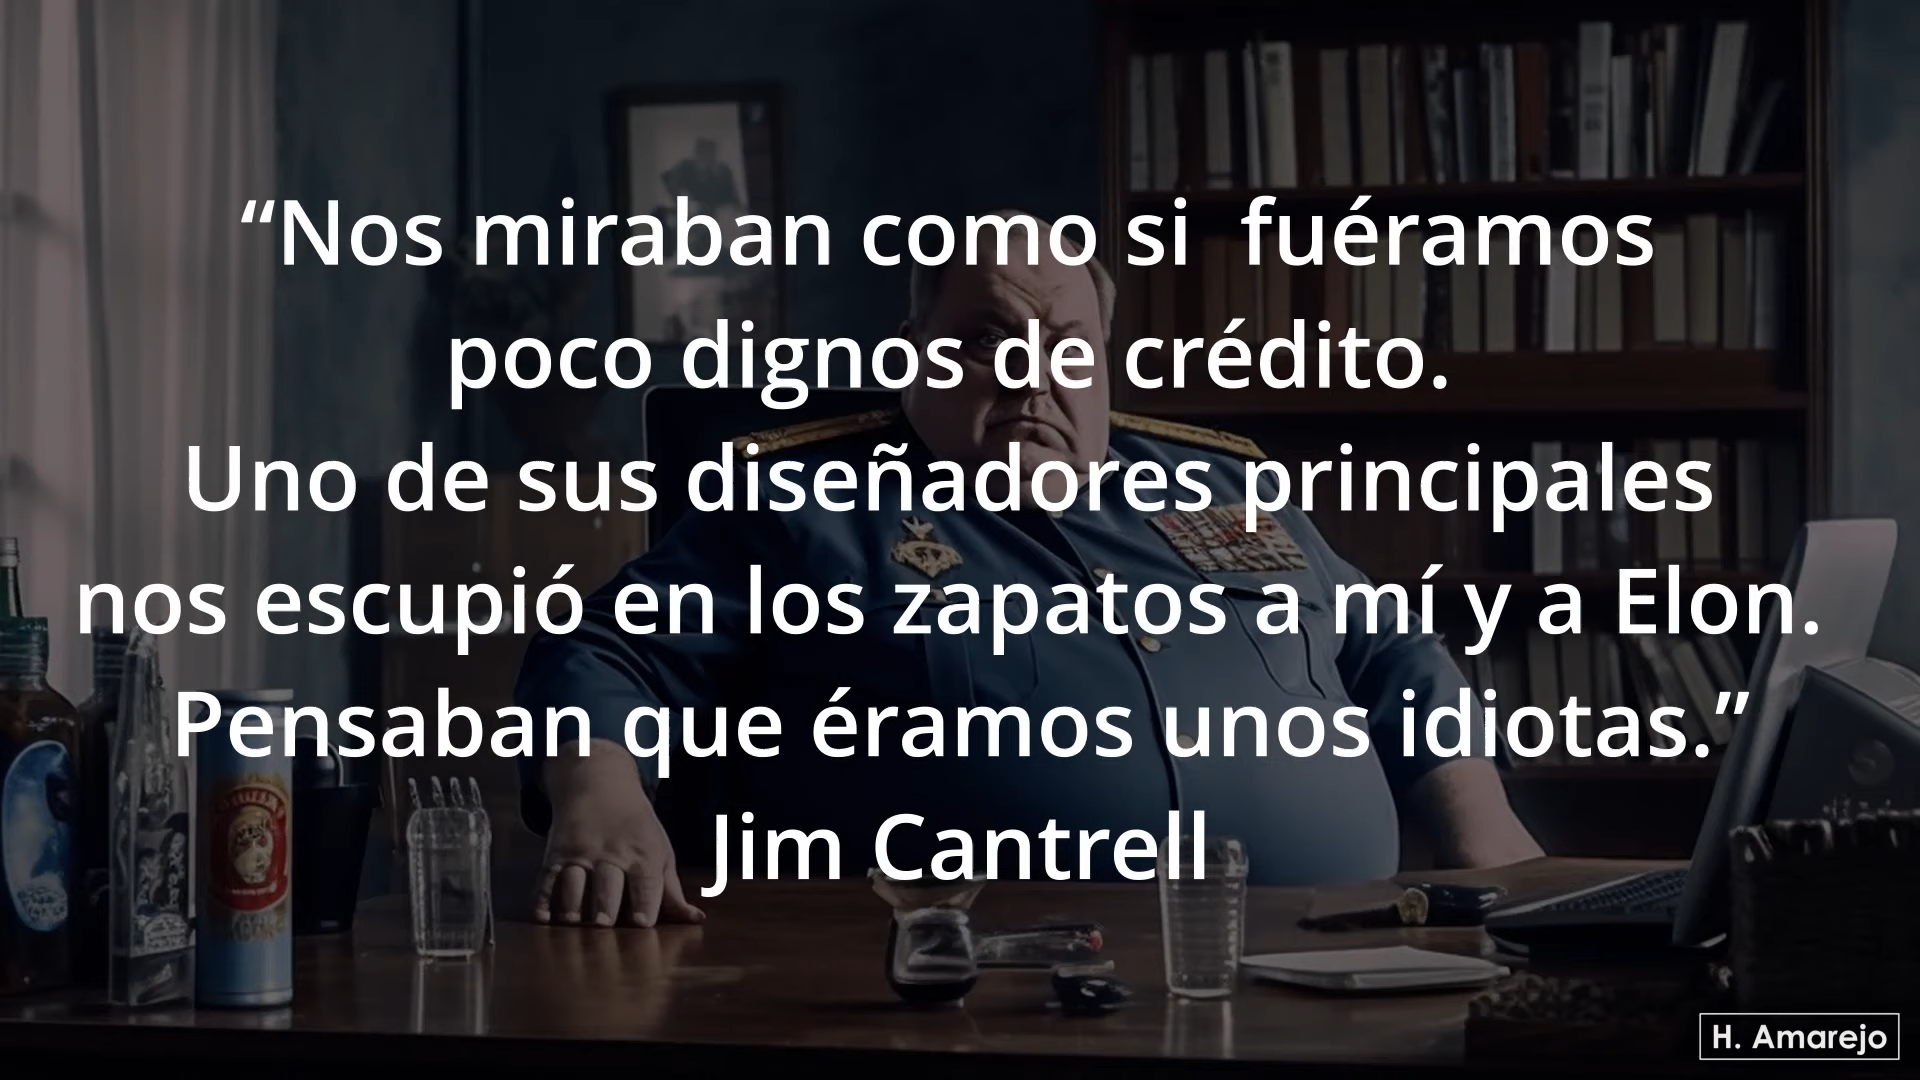 “Nos miraban como si  fuéramos
poco dignos de crédito.
Uno de sus diseñadores principales
nos escupió en los zapatos a mí y a Elon.
Pensaban que éramos unos idiotas.”
Jim Cantrell
H. Amarejo